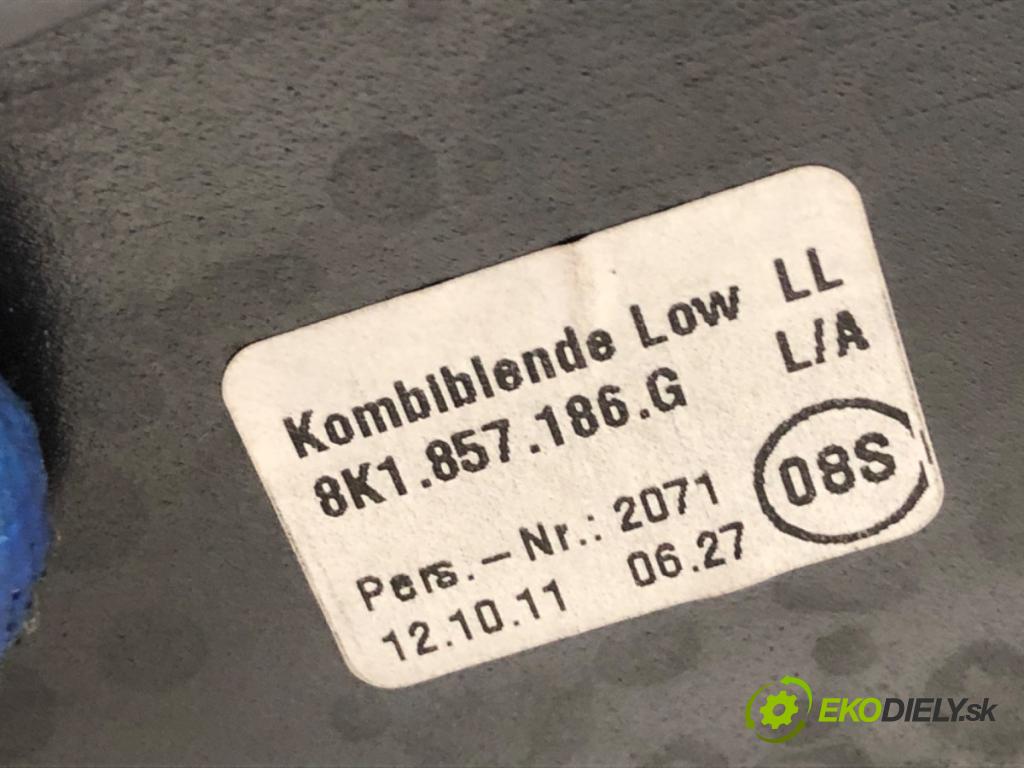 Kombiblende Low LL
8K1.857.186.G L/A
Pers.-Nr.: 2071 08S
12.10.11 06.27
EKODIELY.sk